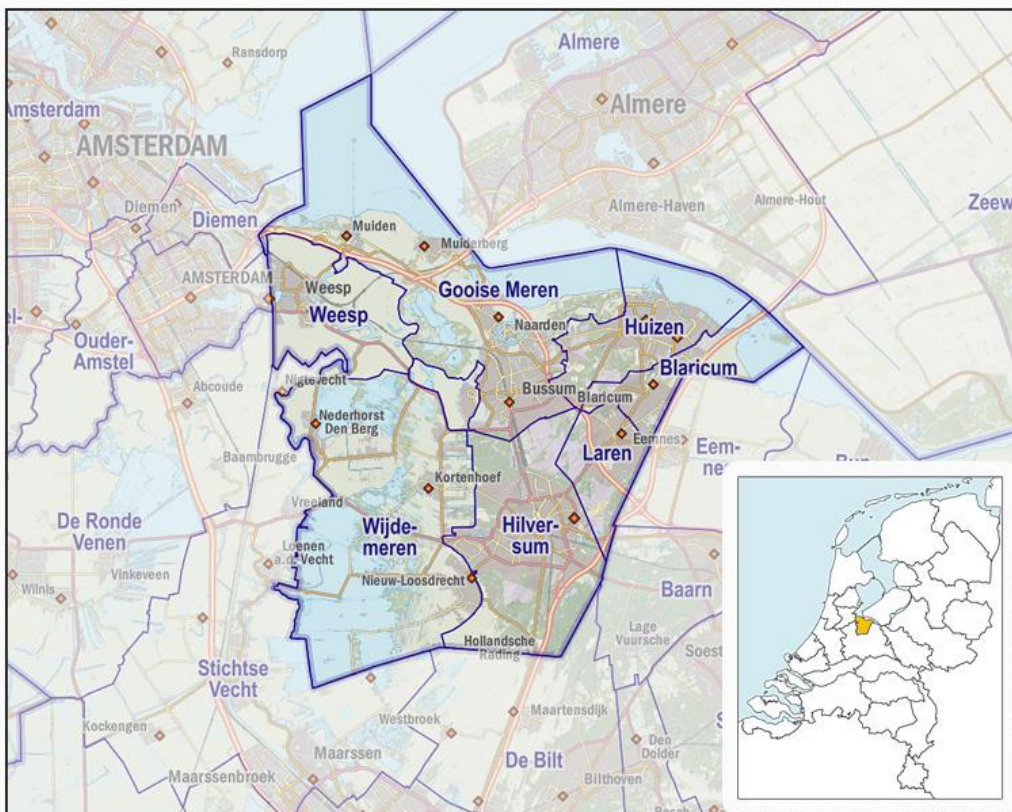 Ransdorp
Almere
Amsterdam
Almere
AMSTERDAM
Diemen
Almere-Haven
Almere-Hout
Zeew
Diemen
Muiden
Muiderberg
AMSTERDAM
Weesp
Gooise Meren
Weesp
Naarden
Huizen
el-
Ouder-
Amstel
Blaricum
Abcoude
Nigtevecht
Bussum
Blaricum
Nederhorst
Den Berg
Eemnes
Laren
Eem-
nes
Baambrugge
Kortenhoef
Vreeland
De Ronde
Venen
Wijde-
meren
Hilver-
sum
Loenen
a.d. Vecht
Vinkeveen
Wilnis
Nieuw-Loosdrecht
Baarn
Hollandsche
Rading
Lage
Vuursche
Soest
Stichtse
Vecht
Westbroek
Maartensdijk
Kockengen
Maarssen
Den
Dolder
De Bilt
Maarssenbroek
Bilthoven